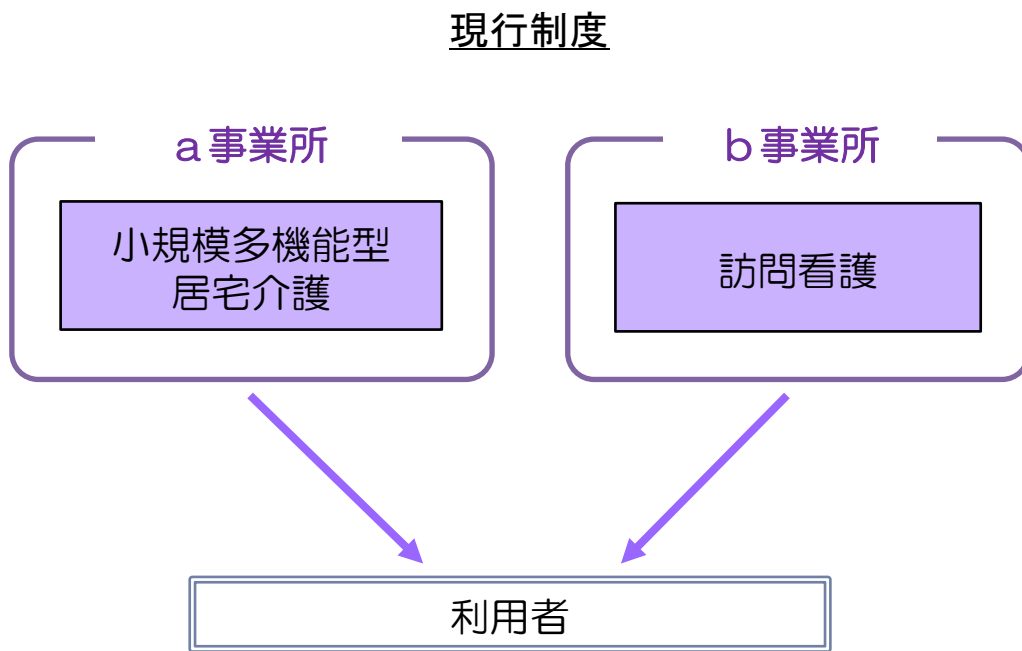 現行制度
a事業所
b事業所
小規模多機能型
居宅介護
訪問看護
利用者